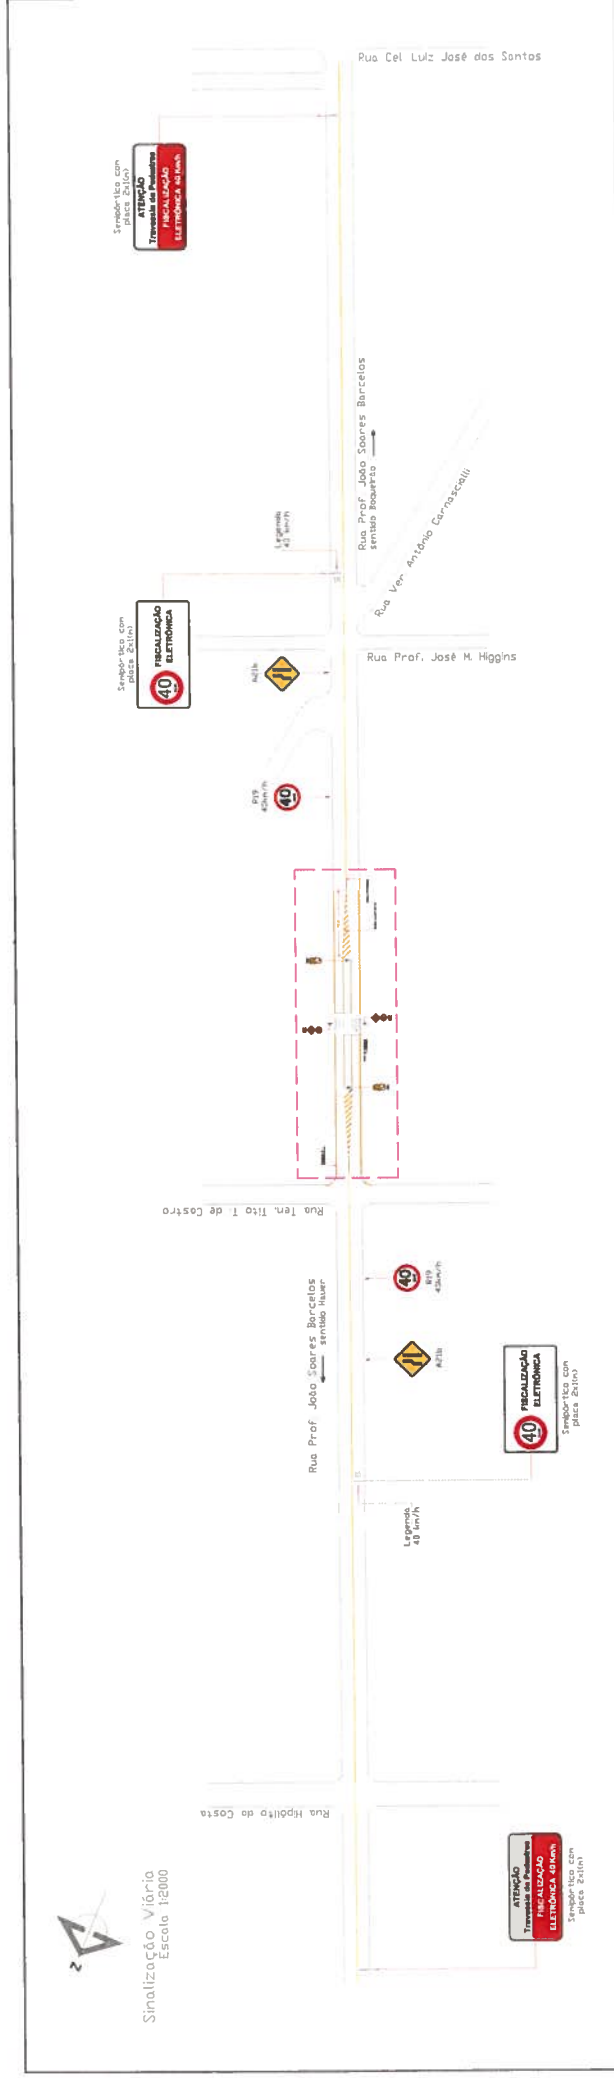 Rua Cel Luiz José dos Santos
Semipórtico com
placa 2x1(m)
ATENÇÃO
Travessia de Pedestres
FISCALIZAÇÃO
ELETRÔNICA 40 Km/h
Rua Prof João Soares Barcelos
sentido Boqueirão
Legenda
40 km/h
Rua Ver. Antônio Carnascialli
Semipórtico com
placa 2x1(m)
40
FISCALIZAÇÃO
ELETRÔNICA
Rua Prof. José M. Higgins
A21b
R19
40km/h
40
Rua Ten. Tito T. de Castro
Rua Prof João Soares Barcelos
sentido Hauer
40
R19
40km/h
A21b
40
FISCALIZAÇÃO
ELETRÔNICA
Semipórtico com
placa 2x1(m)
Legenda
40 km/h
Rua Hipólito da Costa
ATENÇÃO
Travessia de Pedestres
FISCALIZAÇÃO
ELETRÔNICA 40 Km/h
Semipórtico com
placa 2x1(m)
N
Sinalização Viária
Escala 1:2000